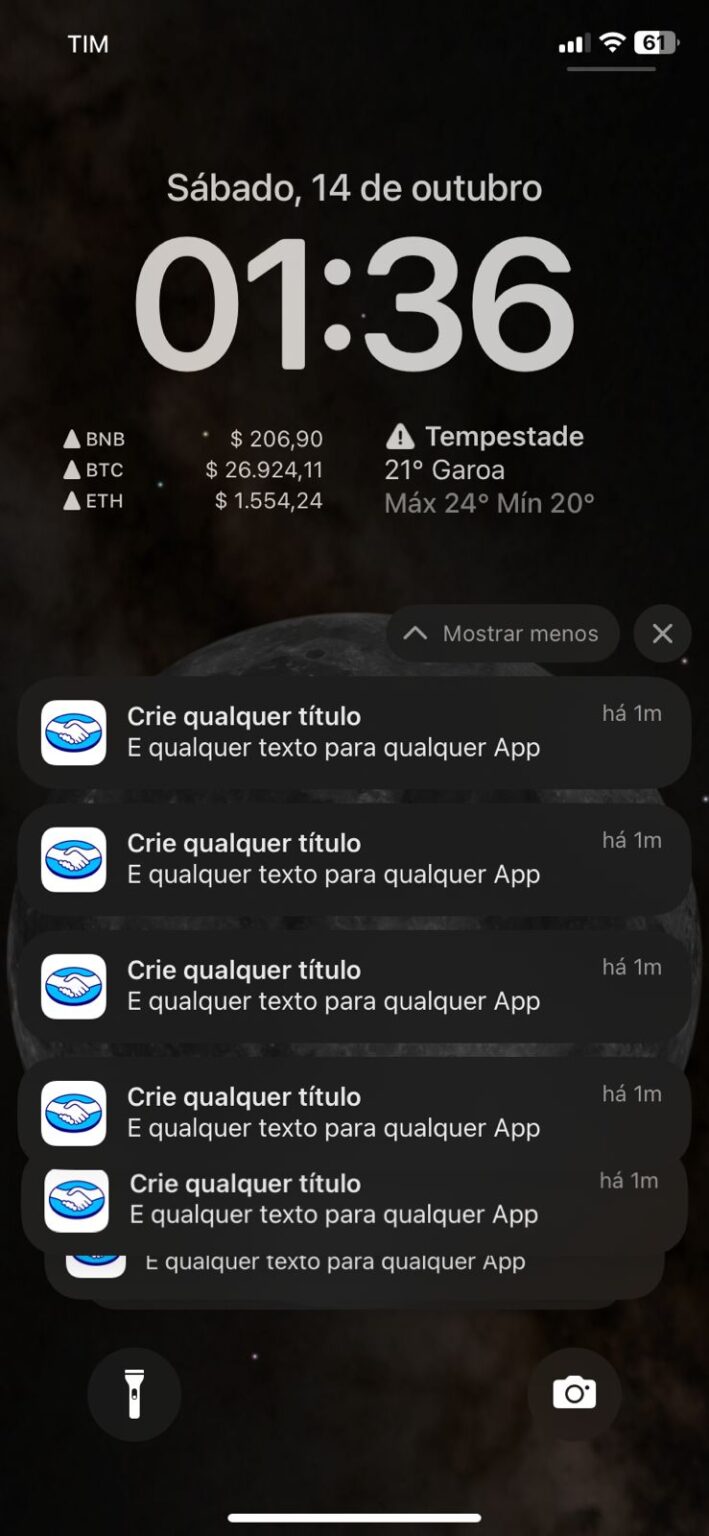 TIM
61
Sábado, 14 de outubro
01:36
BNB $ 206,90
BTC $ 26.924,11
ETH $ 1.554,24
Tempestade
21° Garoa
Máx 24° Mín 20°
Mostrar menos
Crie qualquer título
há 1m
E qualquer texto para qualquer App
Crie qualquer título
há 1m
E qualquer texto para qualquer App
Crie qualquer título
há 1m
E qualquer texto para qualquer App
Crie qualquer título
há 1m
E qualquer texto para qualquer App
Crie qualquer título
há 1m
E qualquer texto para qualquer App
E qualquer texto para qualquer App